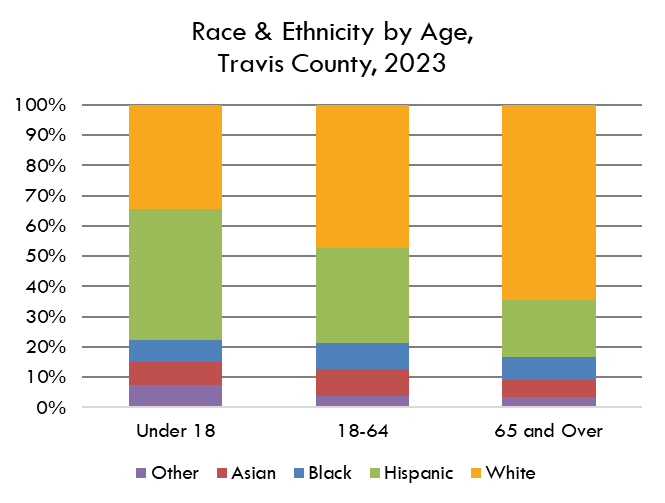 Race & Ethnicity by Age,
Travis County, 2023
100%
90%
80%
70%
60%
50%
40%
30%
20%
10%
0%
Under 18 18-64 65 and Over
Other Asian Black Hispanic White